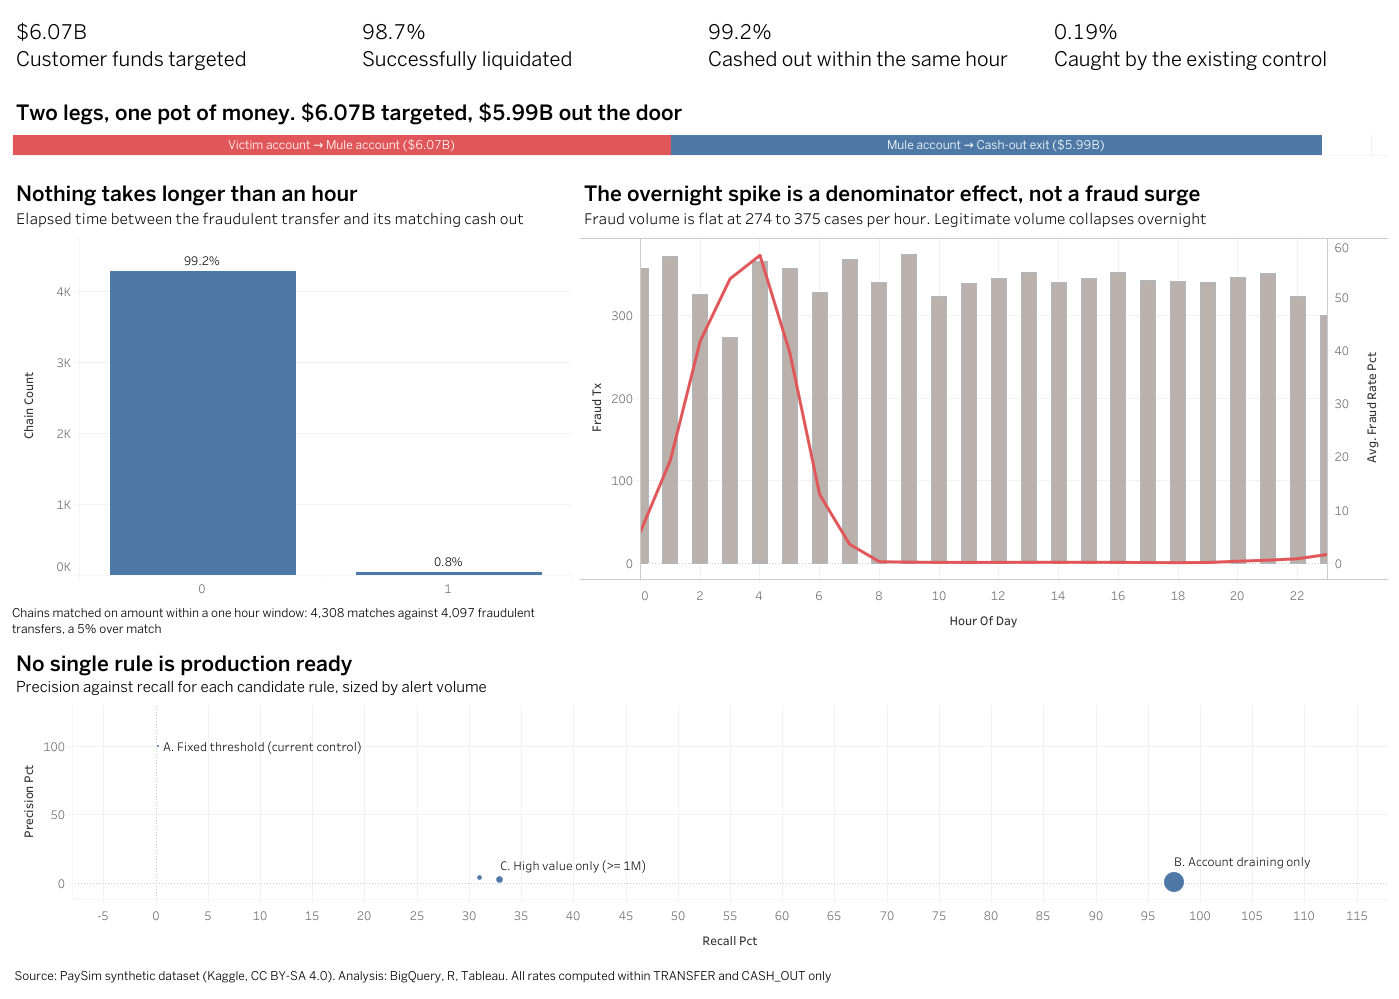 $6.07B
Customer funds targeted
98.7%
Successfully liquidated
99.2%
Cashed out within the same hour
0.19%
Caught by the existing control
Two legs, one pot of money. $6.07B targeted, $5.99B out the door
Victim account → Mule account ($6.07B)
Mule account → Cash-out exit ($5.99B)
Nothing takes longer than an hour
Elapsed time between the fraudulent transfer and its matching cash out
99.2%
0.8%
4K
3K
2K
1K
0K
Chain Count
0 1
Chains matched on amount within a one hour window: 4,308 matches against 4,097 fraudulent
transfers, a 5% over match
The overnight spike is a denominator effect, not a fraud surge
Fraud volume is flat at 274 to 375 cases per hour. Legitimate volume collapses overnight
300
200
100
0
Fraud Tx
60
50
40
30
20
10
0
Avg. Fraud Rate Pct
0 2 4 6 8 10 12 14 16 18 20 22
Hour Of Day
No single rule is production ready
Precision against recall for each candidate rule, sized by alert volume
100
50
0
Precision Pct
A. Fixed threshold (current control)
C. High value only (>= 1M)
B. Account draining only
-5 0 5 10 15 20 25 30 35 40 45 50 55 60 65 70 75 80 85 90 95 100 105 110 115
Recall Pct
Source: PaySim synthetic dataset (Kaggle, CC BY-SA 4.0). Analysis: BigQuery, R, Tableau. All rates computed within TRANSFER and CASH_OUT only